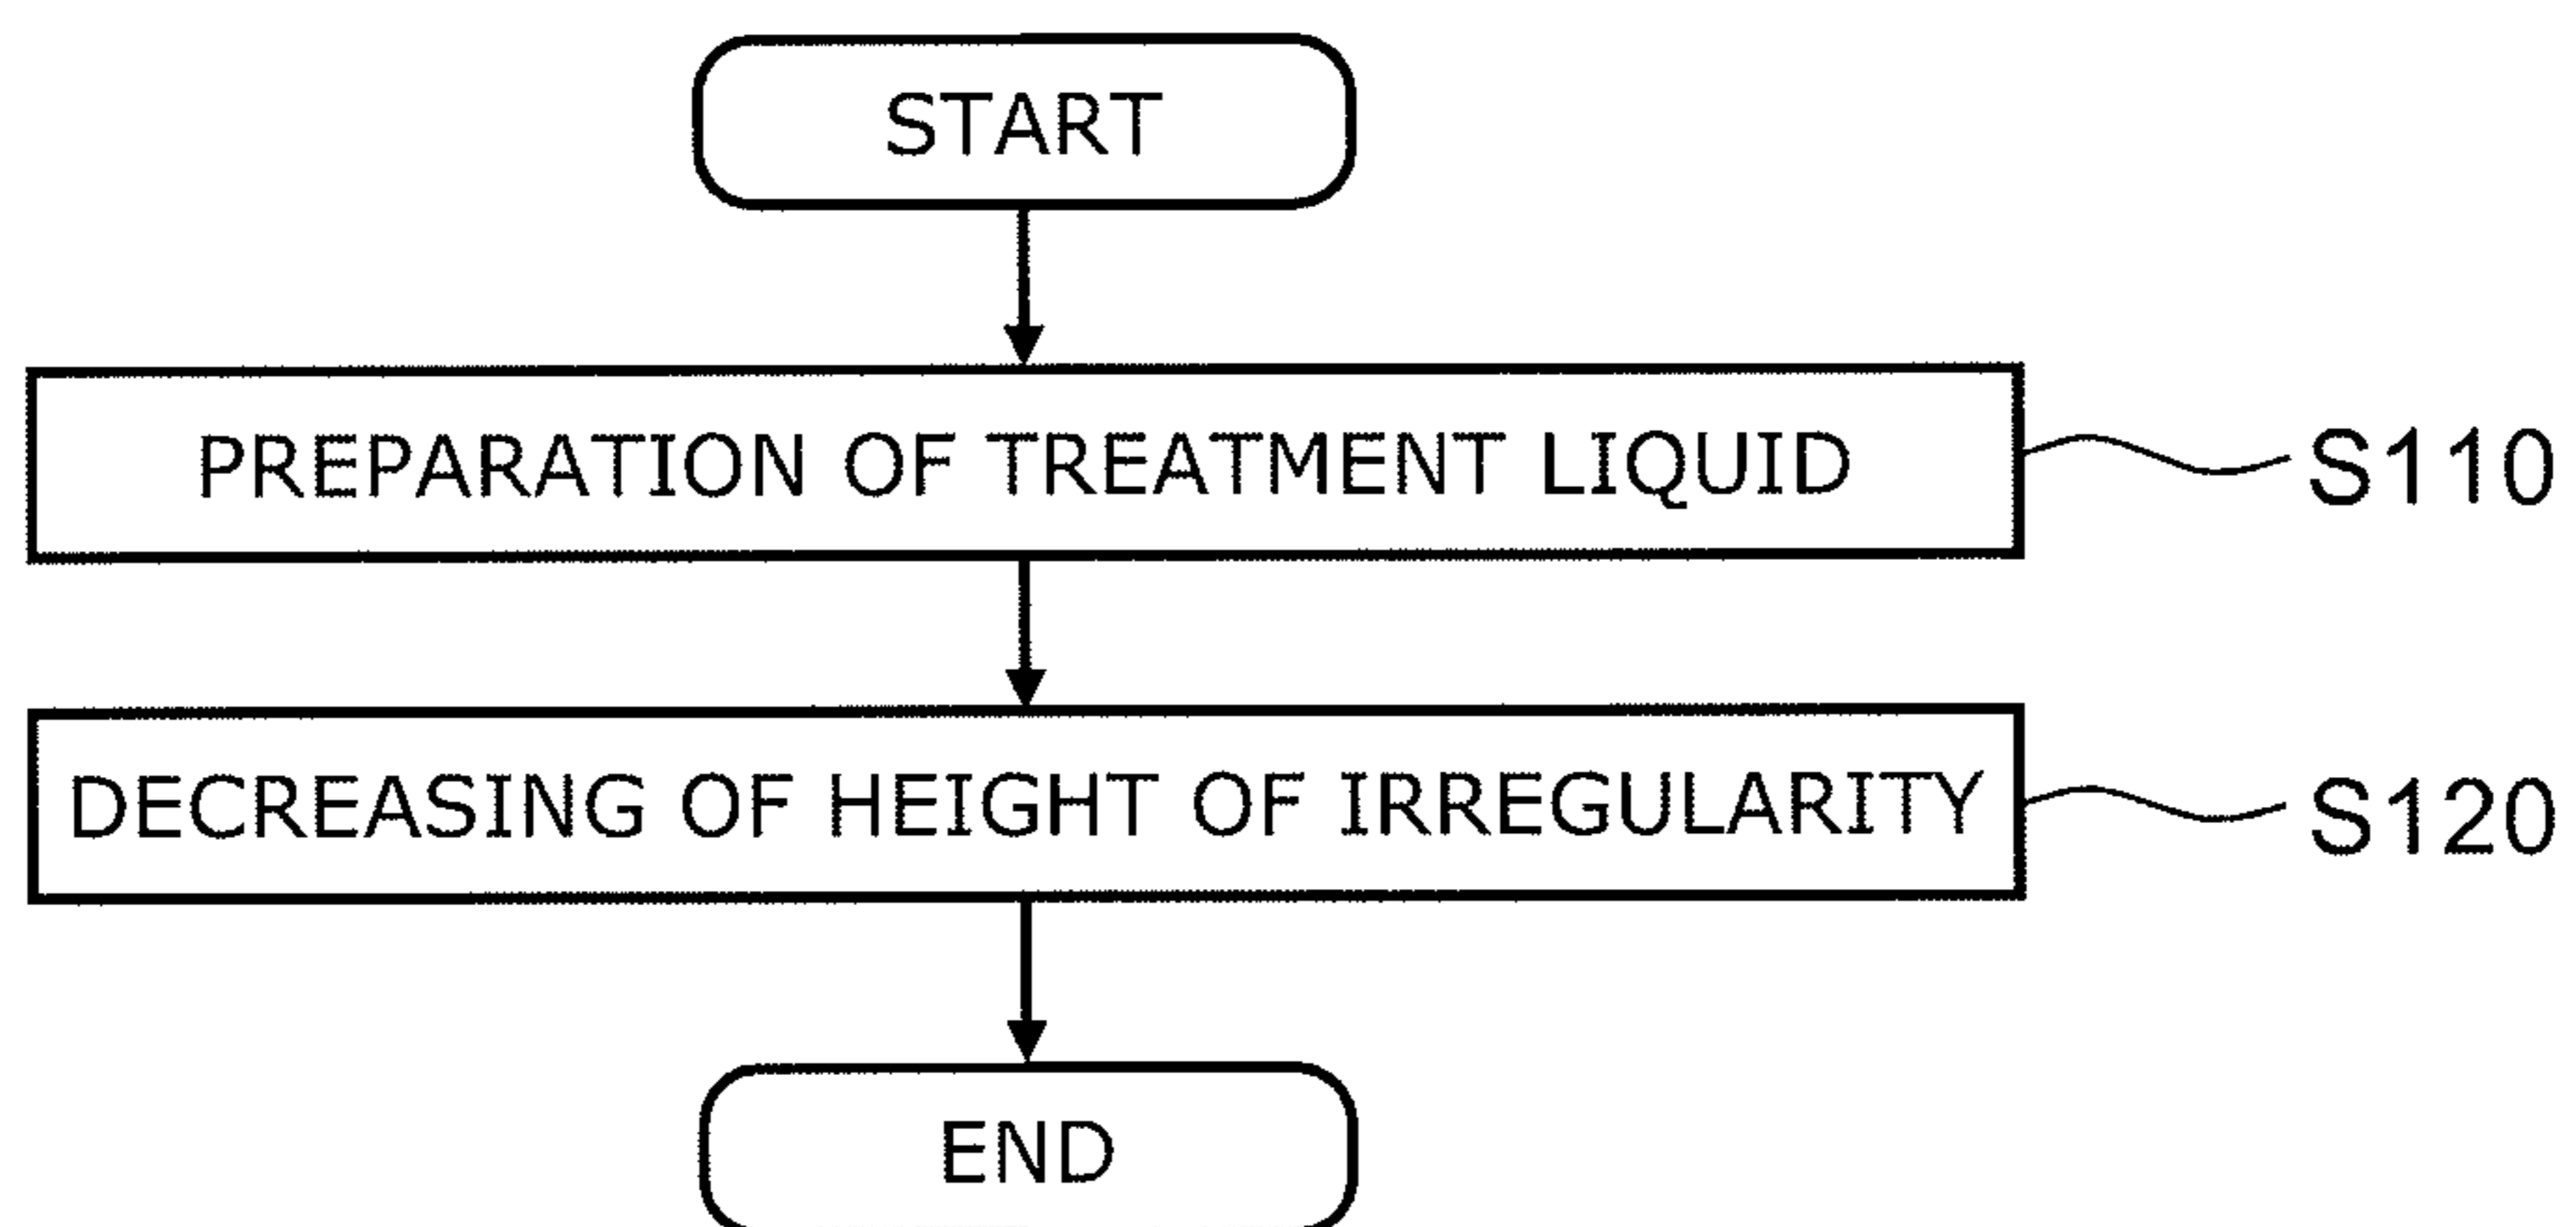 START
PREPARATION OF TREATMENT LIQUID
S110
DECREASING OF HEIGHT OF IRREGULARITY
S120
END